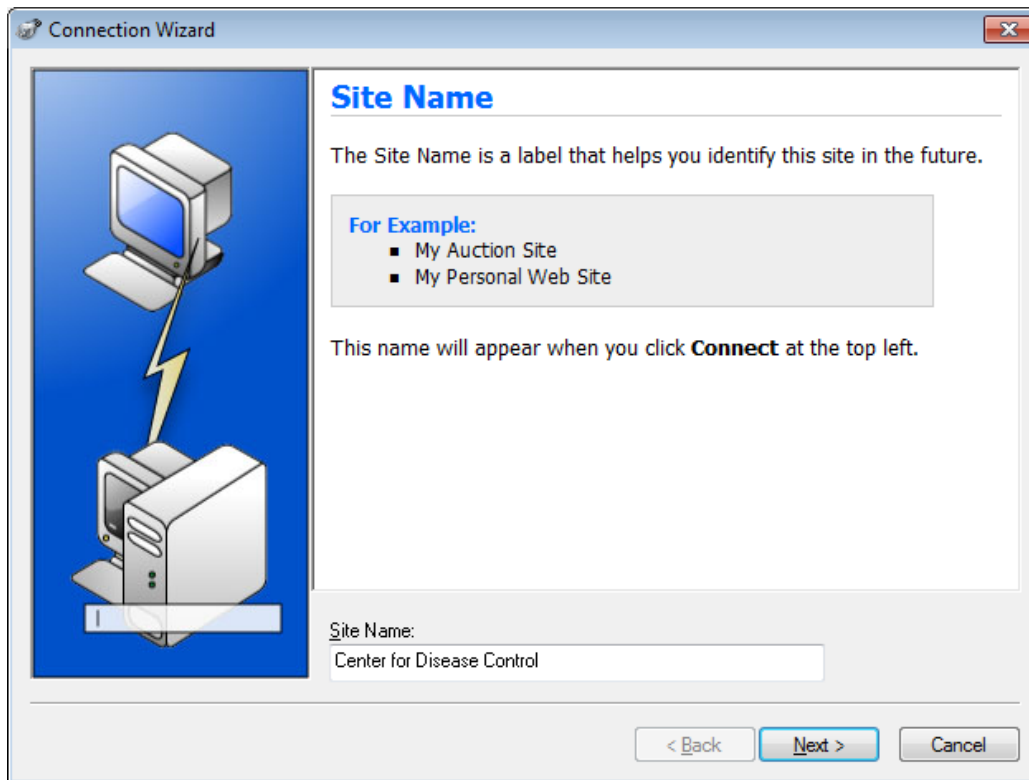 Connection Wizard
Site Name
The Site Name is a label that helps you identify this site in the future.
For Example:
▪ My Auction Site
▪ My Personal Web Site
This name will appear when you click Connect at the top left.
Site Name:
Center for Disease Control
< Back Next > Cancel